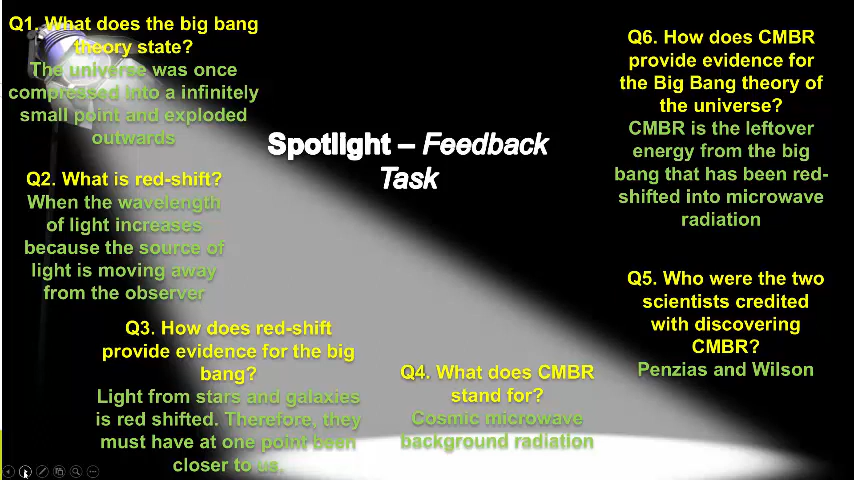 Q1. What does the big bang
theory state?
The universe was once
compressed into a infinitely
small point and exploded
outwards
Q2. What is red-shift?
When the wavelength
of light increases
because the source of
light is moving away
from the observer
Q3. How does red-shift
provide evidence for the big
bang?
Light from stars and galaxies
is red shifted. Therefore, they
must have at one point been
closer to us.
Spotlight – Feedback
Task
Q4. What does CMBR
stand for?
Cosmic microwave
background radiation
Q6. How does CMBR
provide evidence for
the Big Bang theory of
the universe?
CMBR is the leftover
energy from the big
bang that has been red-
shifted into microwave
radiation
Q5. Who were the two
scientists credited
with discovering
CMBR?
Penzias and Wilson